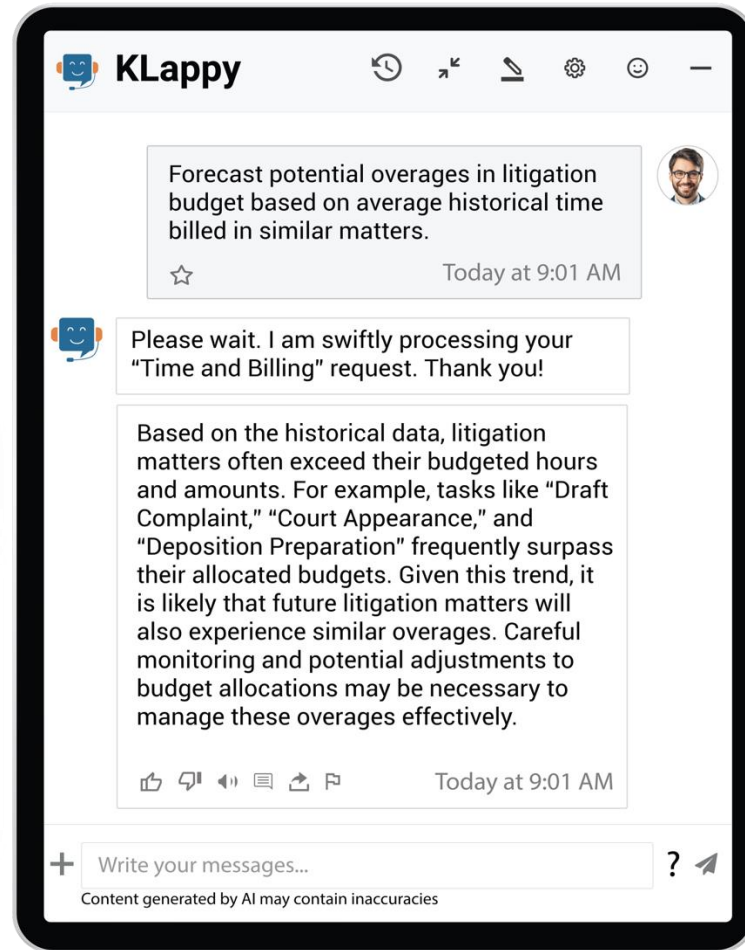 KLappy
Forecast potential overages in litigation
budget based on average historical time
billed in similar matters.
Today at 9:01 AM
Please wait. I am swiftly processing your
“Time and Billing” request. Thank you!
Based on the historical data, litigation
matters often exceed their budgeted hours
and amounts. For example, tasks like “Draft
Complaint,” “Court Appearance,” and
“Deposition Preparation” frequently surpass
their allocated budgets. Given this trend, it
is likely that future litigation matters will
also experience similar overages. Careful
monitoring and potential adjustments to
budget allocations may be necessary to
manage these overages effectively.
Today at 9:01 AM
Write your messages...
?
Content generated by AI may contain inaccuracies